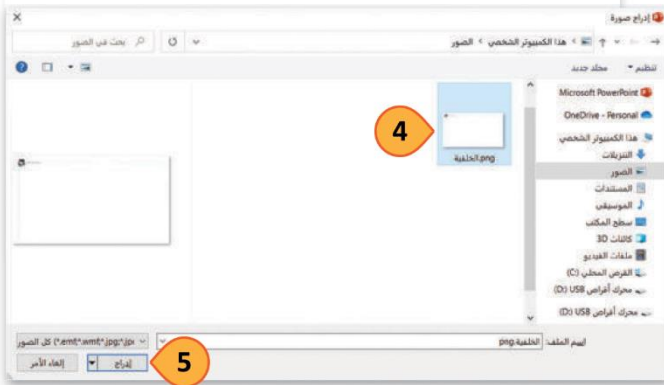 إدراج صورة
هذا الكمبيوتر الشخصي
الصور
بحث في الصور
تنظيم
مجلد جديد
Microsoft PowerPoint
OneDrive - Personal
هذا الكمبيوتر الشخصي
التنزيلات
الصور
المستندات
الموسيقى
سطح المكتب
كائنات 3D
ملفات الفيديو
القرص المحلي (C:)
محرك أقراص USB (D:)
محرك أقراص USB (D:)
4
الخلفية.png
اسم الملف:
الخلفية.png
كل الصور (*.emf;*.wmf;*.jpg;*.jpe
إدراج
إلغاء الأمر
5